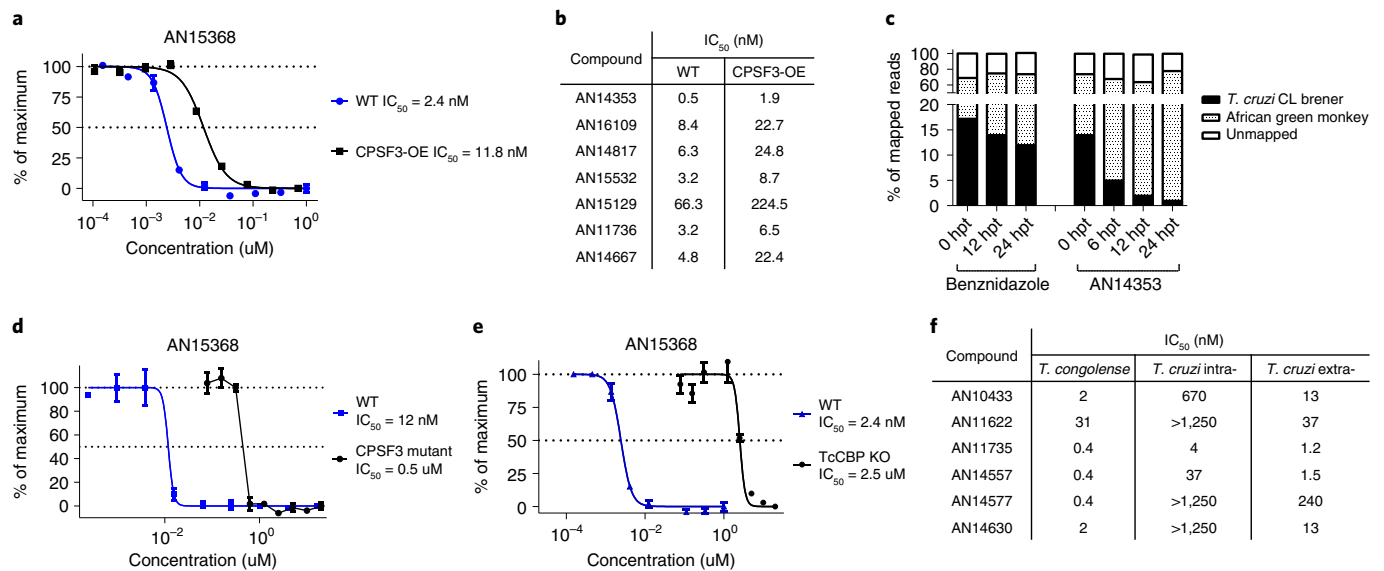 a
AN15368
100
75
50
25
0
% of maximum
10⁻⁴ 10⁻³ 10⁻² 10⁻¹ 10⁰
Concentration (uM)
WT IC₅₀ = 2.4 nM
CPSF3-OE IC₅₀ = 11.8 nM
b
Compound IC₅₀ (nM)
WT CPSF3-OE
AN14353 0.5 1.9
AN16109 8.4 22.7
AN14817 6.3 24.8
AN15532 3.2 8.7
AN15129 66.3 224.5
AN11736 3.2 6.5
AN14667 4.8 22.4
c
% of mapped reads
100
80
60
20
15
10
5
0
0 hpt 12 hpt 24 hpt 0 hpt 6 hpt 12 hpt 24 hpt
Benznidazole AN14353
T. cruzi CL brener
African green monkey
Unmapped
d
AN15368
100
80
60
40
20
0
% of maximum
10⁻² 10⁰
Concentration (uM)
WT
IC₅₀ = 12 nM
CPSF3 mutant
IC₅₀ = 0.5 uM
e
AN15368
100
75
50
25
0
% of maximum
10⁻⁴ 10⁻² 10⁰
Concentration (uM)
WT
IC₅₀ = 2.4 nM
TcCBP KO
IC₅₀ = 2.5 uM
f
Compound IC₅₀ (nM)
T. congolense T. cruzi intra- T. cruzi extra-
AN10433 2 670 13
AN11622 31 >1,250 37
AN11735 0.4 4 1.2
AN14557 0.4 37 1.5
AN14577 0.4 >1,250 240
AN14630 2 >1,250 13